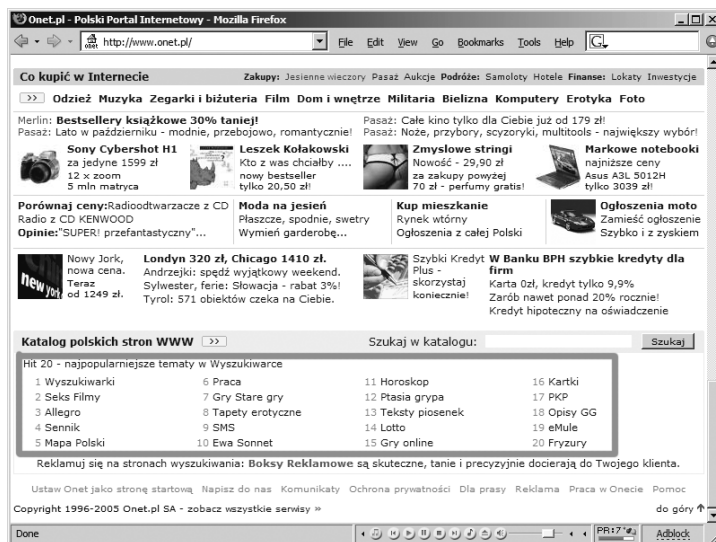 Onet.pl - Polski Portal Internetowy - Mozilla Firefox
onet http://www.onet.pl/ File Edit View Go Bookmarks Tools Help G
Co kupić w Internecie Zakupy: Jesienne wieczory Pasaż Aukcje Podróże: Samoloty Hotele Finanse: Lokaty Inwestycje
>> Odzież Muzyka Zegarki i biżuteria Film Dom i wnętrze Militaria Bielizna Komputery Erotyka Foto
Merlin: Bestsellery książkowe 30% taniej!
Pasaż: Lato w październiku - modnie, przebojowo, romantycznie!
Pasaż: Całe kino tylko dla Ciebie już od 179 zł!
Pasaż: Noże, przybory, scyzoryki, multitools - największy wybór!
Sony Cybershot H1
za jedyne 1599 zł
12 x zoom
5 mln matryca
Leszek Kołakowski
Kto z was chciałby ....
nowy bestseller
tylko 20,50 zł!
Zmysłowe stringi
Nowość - 29,90 zł
za zakupy powyżej
70 zł - perfumy gratis!
Markowe notebooki
najniższe ceny
Asus A3L 5012H
tylko 3039 zł!
Porównaj ceny:Radioodtwarzacze z CD
Radio z CD KENWOOD
Opinie:"SUPER! przefantastyczny"...
Moda na jesień
Płaszcze, spodnie, swetry
Wymień garderobę...
Kup mieszkanie
Rynek wtórny
Ogłoszenia z całej Polski
Ogłoszenia moto
Zamieść ogłoszenie
Szybko i z zyskiem
new york
Nowy Jork,
nowa cena.
Teraz
od 1249 zł.
Londyn 320 zł, Chicago 1410 zł.
Andrzejki: spędź wyjątkowy weekend.
Sylwester, ferie: Słowacja - rabat 3%!
Tyrol: 571 obiektów czeka na Ciebie.
Szybki Kredyt
Plus -
skorzystaj
koniecznie!
W Banku BPH szybkie kredyty dla
firm
Karta 0zł, kredyt tylko 9,9%
Zarób nawet ponad 20% rocznie!
Kredyt hipoteczny na oświadczenie
Katalog polskich stron WWW >> Szukaj w katalogu: Szukaj
Hit 20 - najpopularniejsze tematy w Wyszukiwarce
1 Wyszukiwarki 6 Praca 11 Horoskop 16 Kartki
2 Seks Filmy 7 Gry Stare gry 12 Ptasia grypa 17 PKP
3 Allegro 8 Tapety erotyczne 13 Teksty piosenek 18 Opisy GG
4 Sennik 9 SMS 14 Lotto 19 eMule
5 Mapa Polski 10 Ewa Sonnet 15 Gry online 20 Fryzury
Reklamuj się na stronach wyszukiwania: Boksy Reklamowe są skuteczne, tanie i precyzyjnie docierają do Twojego klienta.
Ustaw Onet jako stronę startową Napisz do nas Komunikaty Ochrona prywatności Dla prasy Reklama Praca w Onecie Pomoc
Copyright 1996-2005 Onet.pl SA - zobacz wszystkie serwisy » do góry
Done PR:7 Adblock